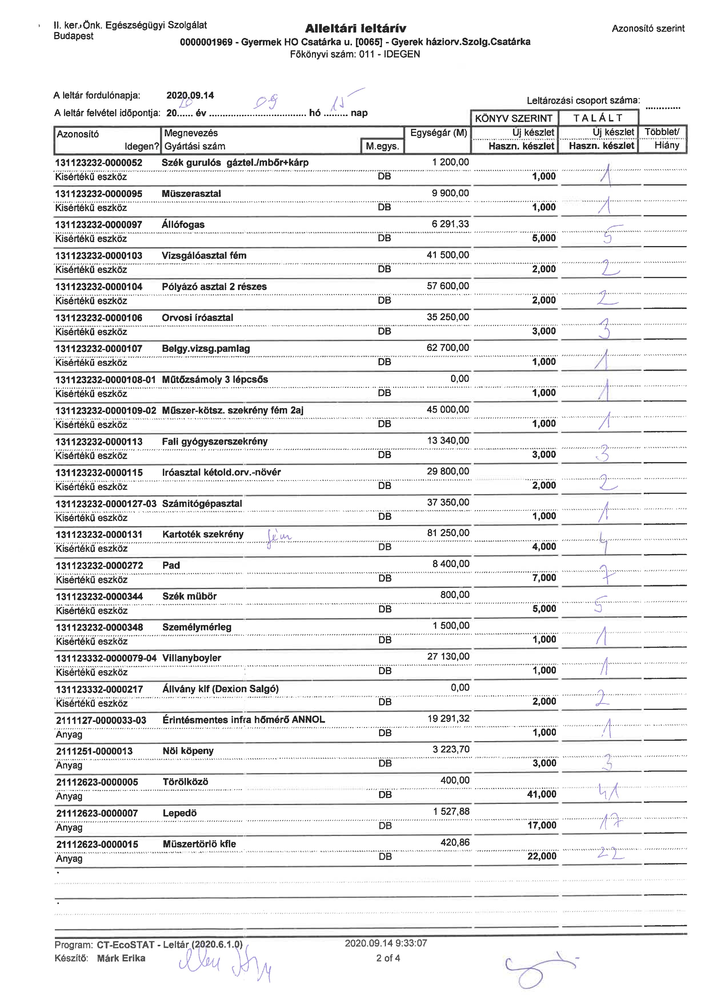 II. ker. Önk. Egészségügyi Szolgálat
Budapest
Alleltári leltárív
Azonosító szerint
0000001969 - Gyermek HO Csatárka u. [0065] - Gyerek háziorv.Szolg.Csatárka
Főkönyvi szám: 011 - IDEGEN
A leltár fordulónapja: 2020.09.14
Leltározási csoport száma: .............
A leltár felvétel időpontja: 20 20 év 09 hó 15 nap
KÖNYV SZERINT TALÁLT
Azonosító Megnevezés Egységár (M) Új készlet Új készlet Többlet/
Idegen? Gyártási szám M.egys. Haszn. készlet Haszn. készlet Hiány
131123232-0000052 Szék gurulós gáztel./mbőr+kárp 1 200,00
Kisértékű eszköz DB 1,000 1
131123232-0000095 Müszerasztal 9 900,00
Kisértékű eszköz DB 1,000 1
131123232-0000097 Állófogas 6 291,33
Kisértékű eszköz DB 5,000 5
131123232-0000103 Vizsgálóasztal fém 41 500,00
Kisértékű eszköz DB 2,000 2
131123232-0000104 Pólyázó asztal 2 részes 57 600,00
Kisértékű eszköz DB 2,000 2
131123232-0000106 Orvosi íróasztal 35 250,00
Kisértékű eszköz DB 3,000 3
131123232-0000107 Belgy.vizsg.pamlag 62 700,00
Kisértékű eszköz DB 1,000 1
131123232-0000108-01 Műtőzsámoly 3 lépcsős 0,00
Kisértékű eszköz DB 1,000 1
131123232-0000109-02 Műszer-kötsz. szekrény fém 2aj 45 000,00
Kisértékű eszköz DB 1,000 1
131123232-0000113 Fali gyógyszerszekrény 13 340,00
Kisértékű eszköz DB 3,000 3
131123232-0000115 Iróasztal kétold.orv.-növér 29 800,00
Kisértékű eszköz DB 2,000 2
131123232-0000127-03 Számitógépasztal 37 350,00
Kisértékű eszköz DB 1,000 1
131123232-0000131 Kartoték szekrény fém 81 250,00
Kisértékű eszköz DB 4,000 4
131123232-0000272 Pad 8 400,00
Kisértékű eszköz DB 7,000 7
131123232-0000344 Szék mübör 800,00
Kisértékű eszköz DB 5,000 5
131123232-0000348 Személymérleg 1 500,00
Kisértékű eszköz DB 1,000 1
131123332-0000079-04 Villanyboyler 27 130,00
Kisértékű eszköz DB 1,000 1
131123332-0000217 Állvány klf (Dexion Salgó) 0,00
Kisértékű eszköz DB 2,000 2
2111127-0000033-03 Érintésmentes infra hőmérő ANNOL 19 291,32
Anyag DB 1,000 1
2111251-0000013 Nöi köpeny 3 223,70
Anyag DB 3,000 3
21112623-0000005 Törölközö 400,00
Anyag DB 41,000 41
21112623-0000007 Lepedö 1 527,88
Anyag DB 17,000 17
21112623-0000015 Müszertörlö kfle 420,86
Anyag DB 22,000 22
Program: CT-EcoSTAT - Leltár (2020.6.1.0) 2020.09.14 9:33:07
Készítő: Márk Erika 2 of 4